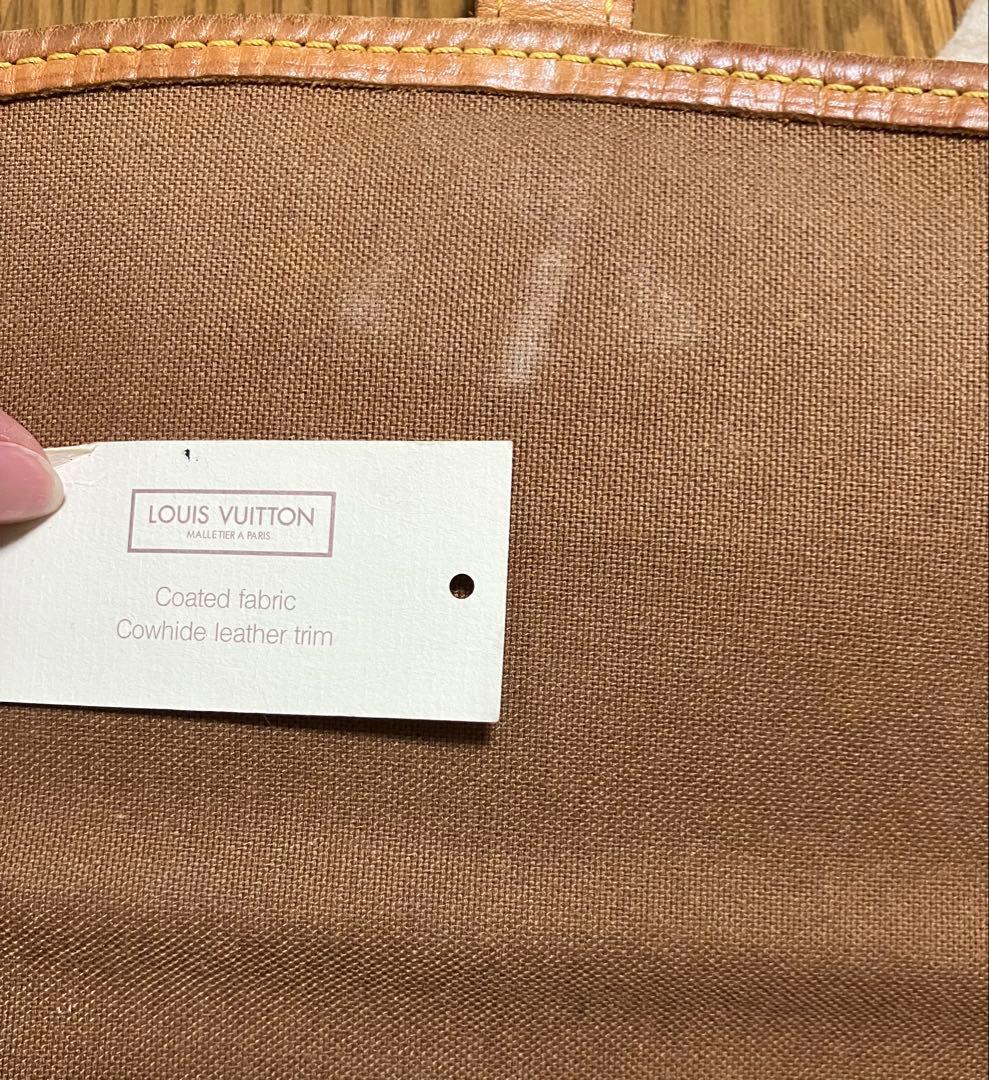 LOUIS VUITTON
MALLETIER A PARIS
Coated fabric
Cowhide leather trim